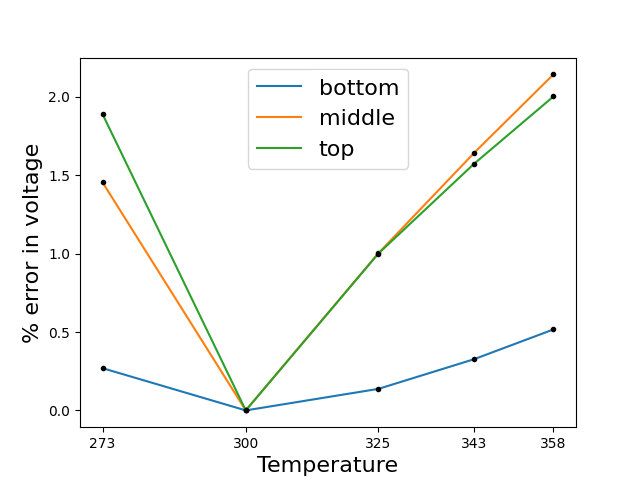 bottom
middle
top
% error in voltage
2.0
1.5
1.0
0.5
0.0
273 300 325 343 358
Temperature